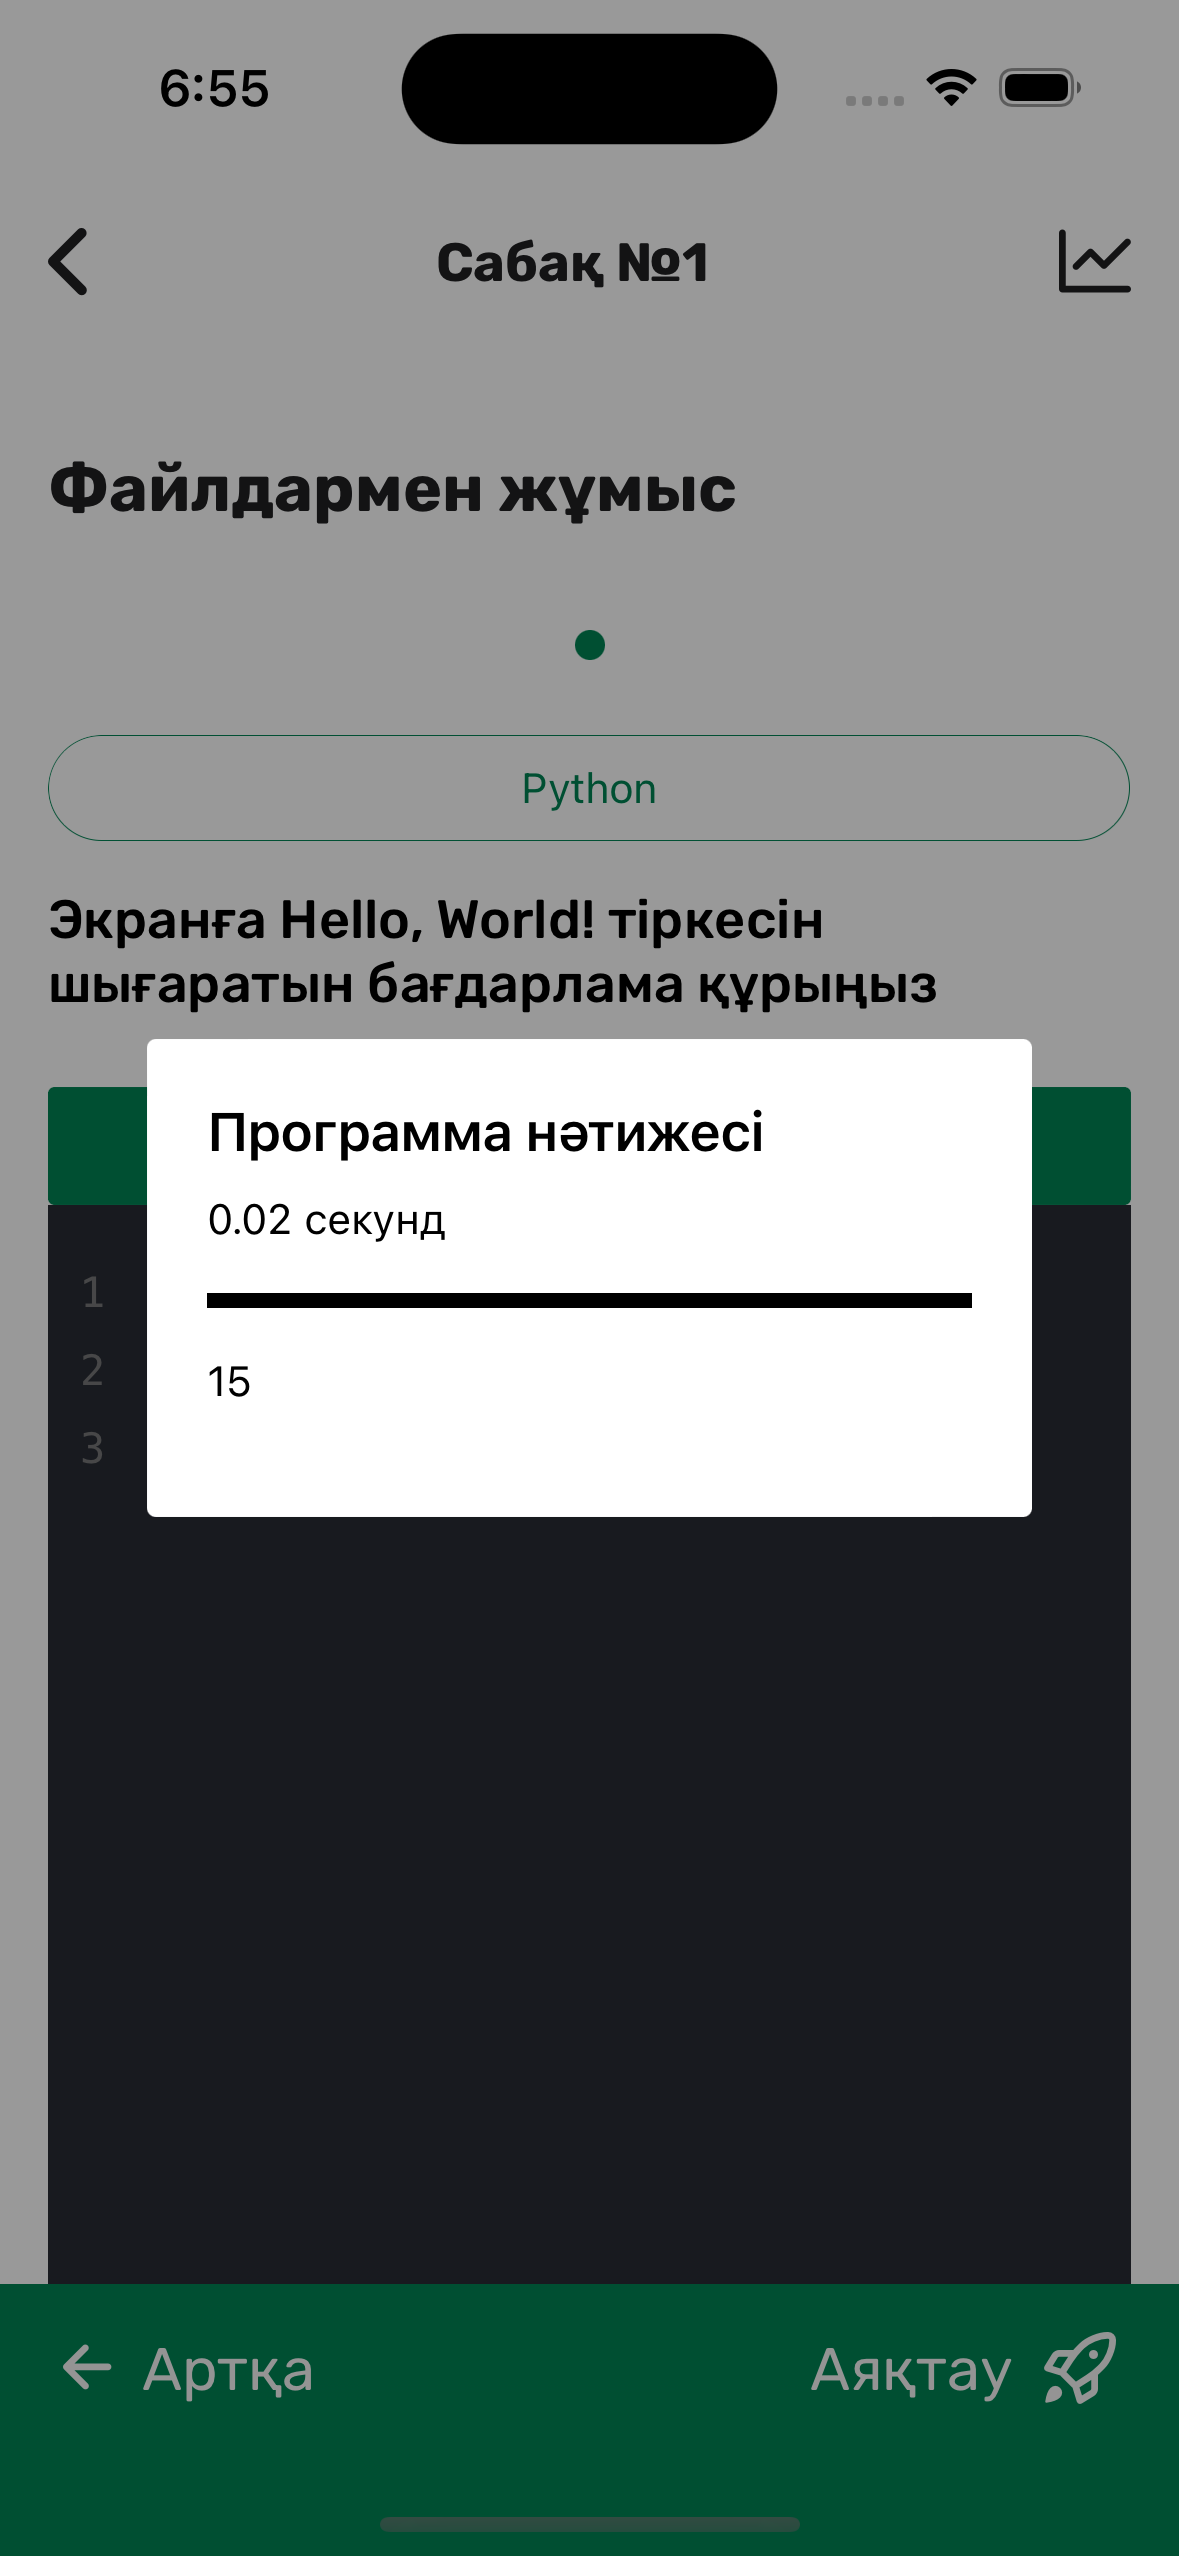 6:55
Сабақ №1
Файлдармен жұмыс
Python
Экранға Hello, World! тіркесін
шығаратын бағдарлама құрыңыз
Программа нәтижесі
0.02 секунд
15
1
2
3
Артқа
Аяқтау